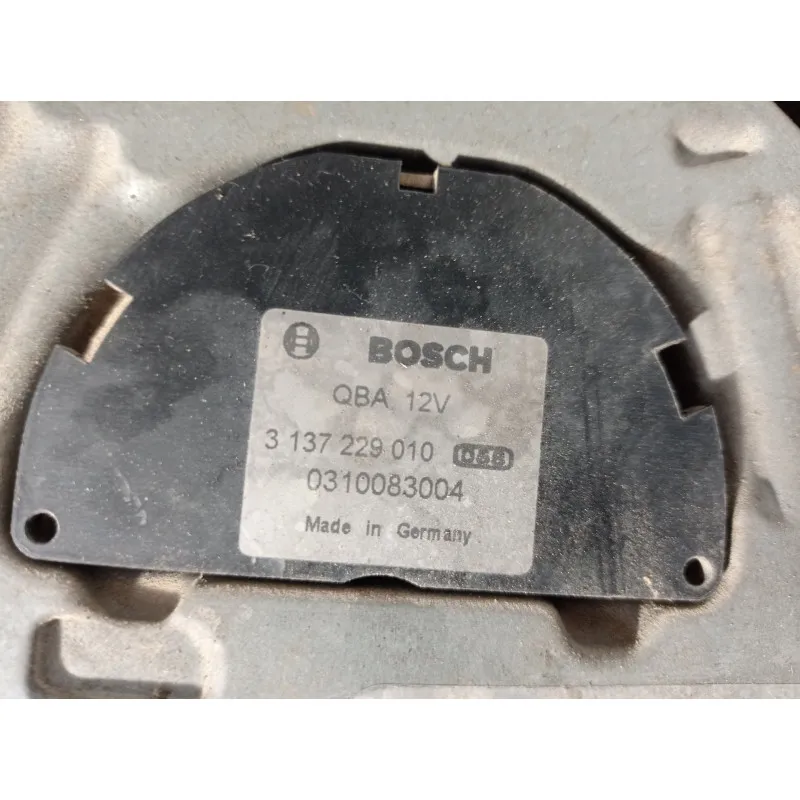 BOSCH
QBA 12V
3 137 229 010
0310083004
Made in Germany